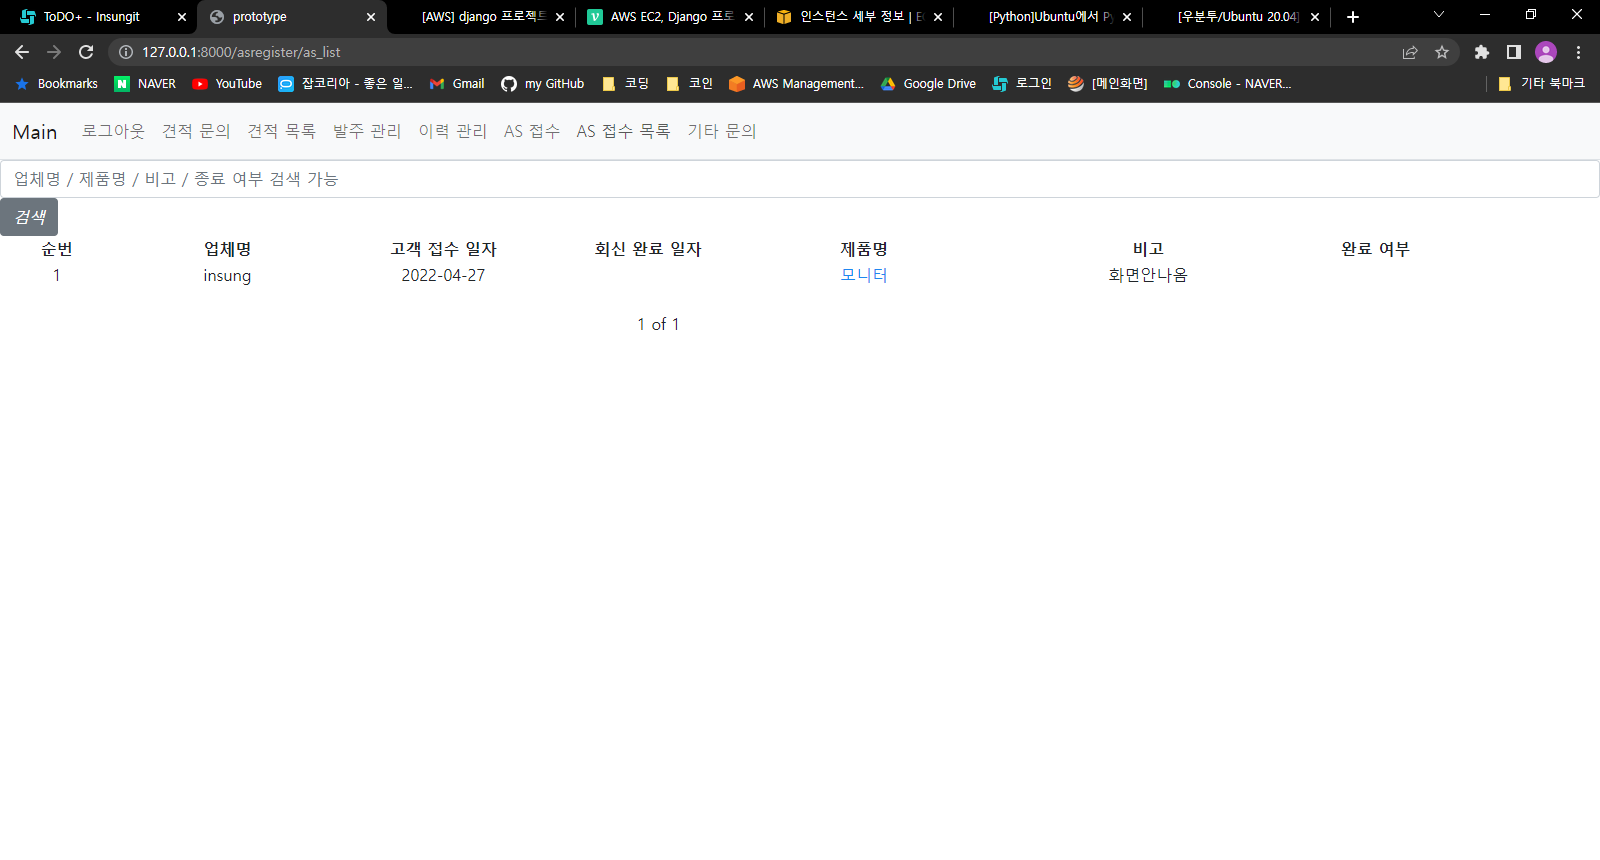 ToDO+ - Insungit
prototype
[AWS] django 프로젝트
AWS EC2, Django 프로
인스턴스 세부 정보 | E
[Python]Ubuntu에서 Py
[우분투/Ubuntu 20.04]
127.0.0.1:8000/asregister/as_list
Bookmarks NAVER YouTube 잡코리아 - 좋은 일... Gmail my GitHub 코딩 코인 AWS Management... Google Drive 로그인 [메인화면] Console - NAVER... 기타 북마크
Main 로그아웃 견적 문의 견적 목록 발주 관리 이력 관리 AS 접수 AS 접수 목록 기타 문의
업체명 / 제품명 / 비고 / 종료 여부 검색 가능
검색
순번 업체명 고객 접수 일자 회신 완료 일자 제품명 비고 완료 여부
1 insung 2022-04-27 모니터 화면안나옴
1 of 1